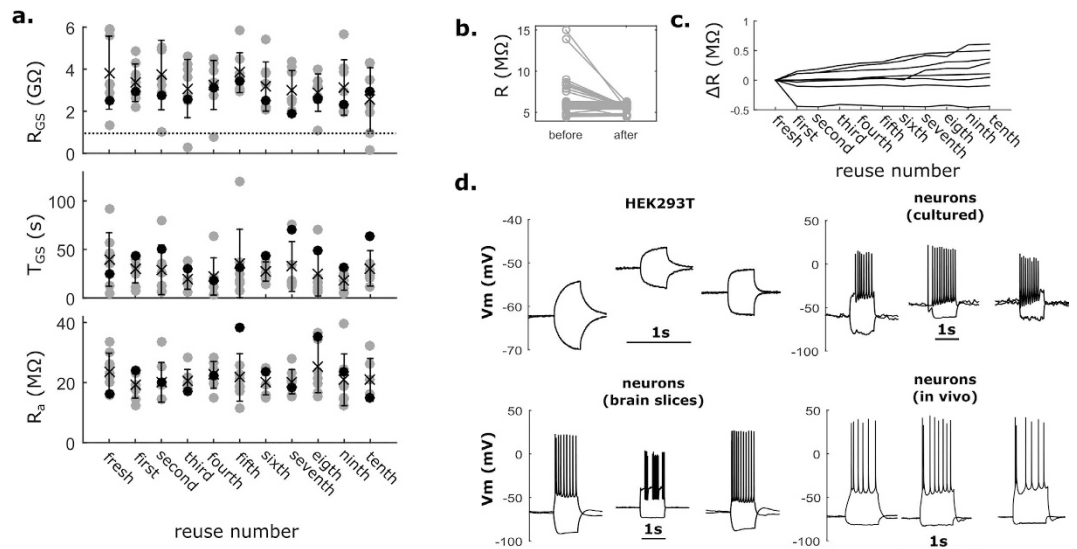 a.
R_GS (GΩ)
6
4
2
0
T_GS (s)
100
50
0
R_a (MΩ)
40
20
0
fresh
first
second
third
fourth
fifth
sixth
seventh
eigth
ninth
tenth
reuse number
b.
R (MΩ)
15
10
5
before
after
c.
ΔR (MΩ)
1
0.5
0
-0.5
fresh
first
second
third
fourth
fifth
sixth
seventh
eigth
ninth
tenth
reuse number
d.
HEK293T
Vm (mV)
-40
-50
-60
-70
1s
neurons
(cultured)
50
0
-50
-100
1s
neurons
(brain slices)
Vm (mV)
50
0
-50
-100
1s
neurons
(in vivo)
50
0
-50
-100
1s